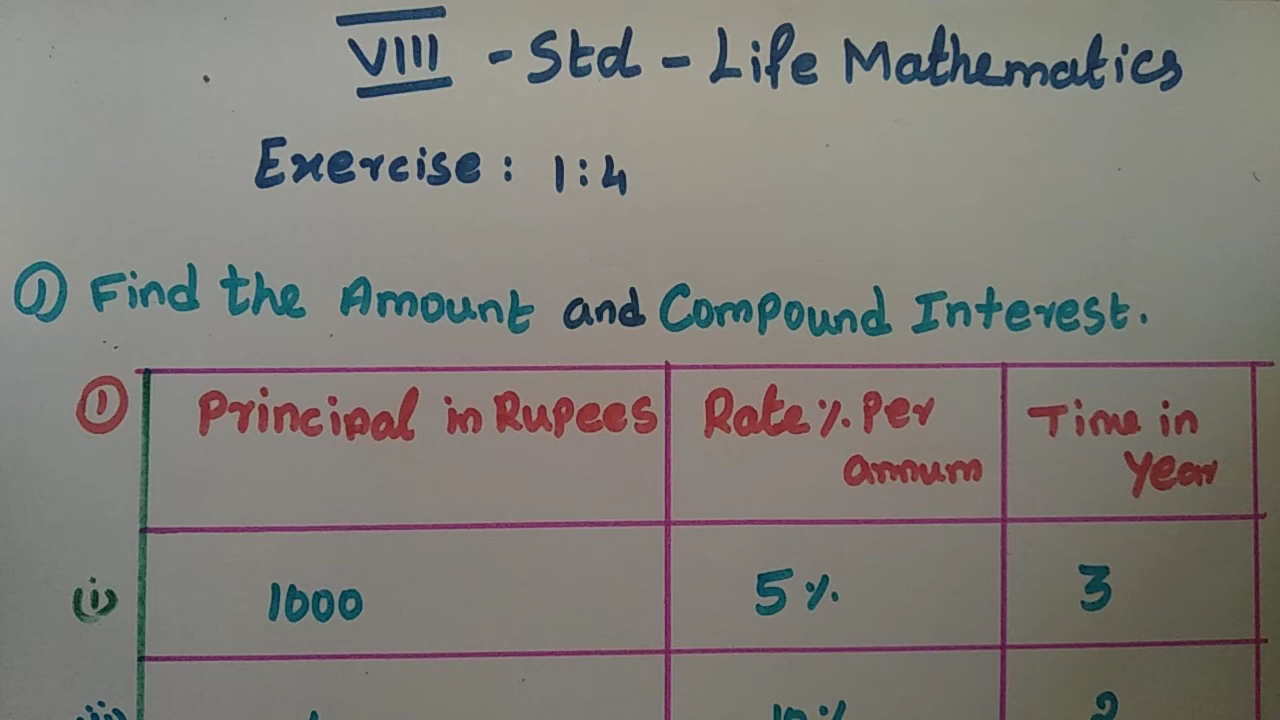 VIII - Std - Life Mathematics
Exercise : 1:4
① Find the Amount and Compound Interest.
① Principal in Rupees Rate % Per annum Time in Year
(i) 1000 5 % 3